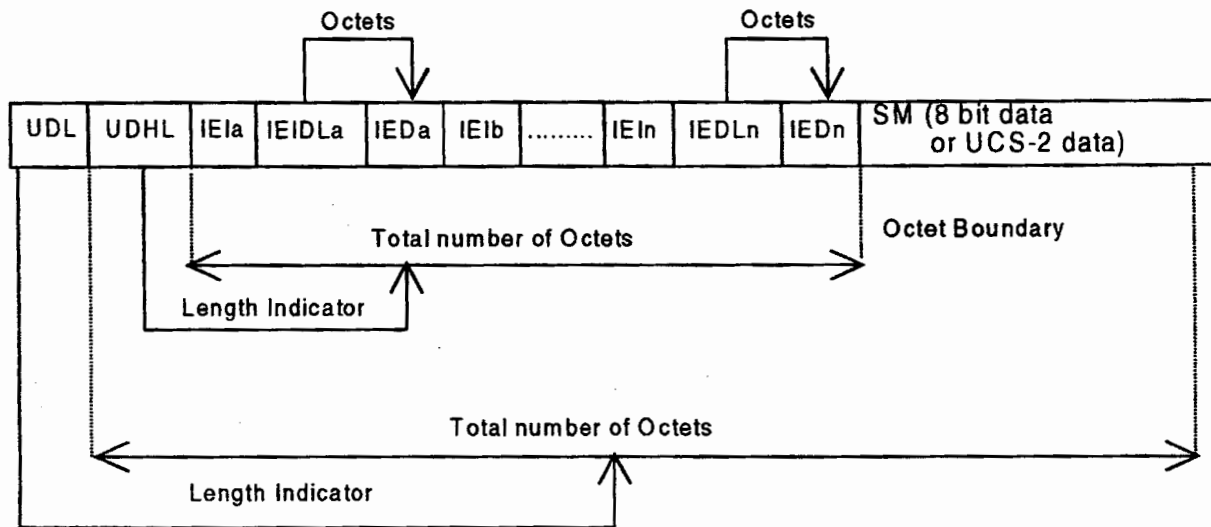 Octets Octets
UDL UDHL IEIa IEIDLa IEDa IEIb ......... IEIn IEDLn IEDn SM (8 bit data
or UCS-2 data)
Total number of Octets Octet Boundary
Length Indicator
Total number of Octets
Length Indicator